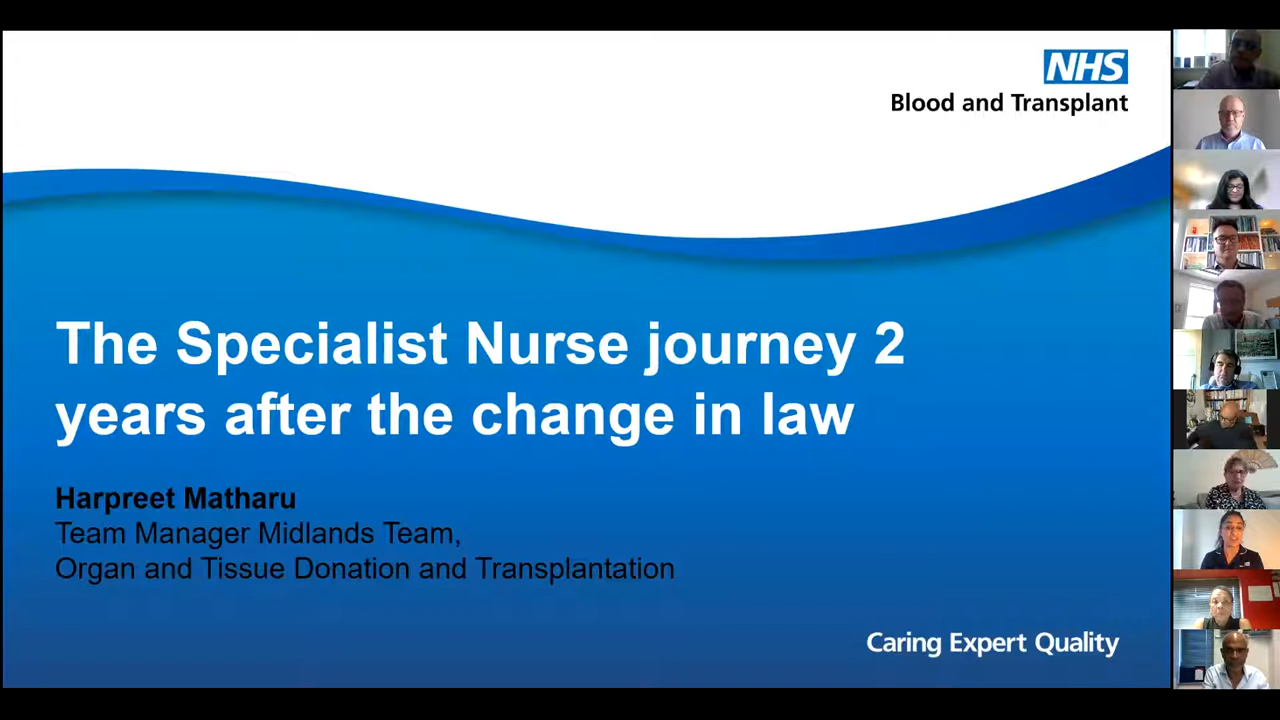 NHS
Blood and Transplant
The Specialist Nurse journey 2
years after the change in law
Harpreet Matharu
Team Manager Midlands Team,
Organ and Tissue Donation and Transplantation
Caring Expert Quality